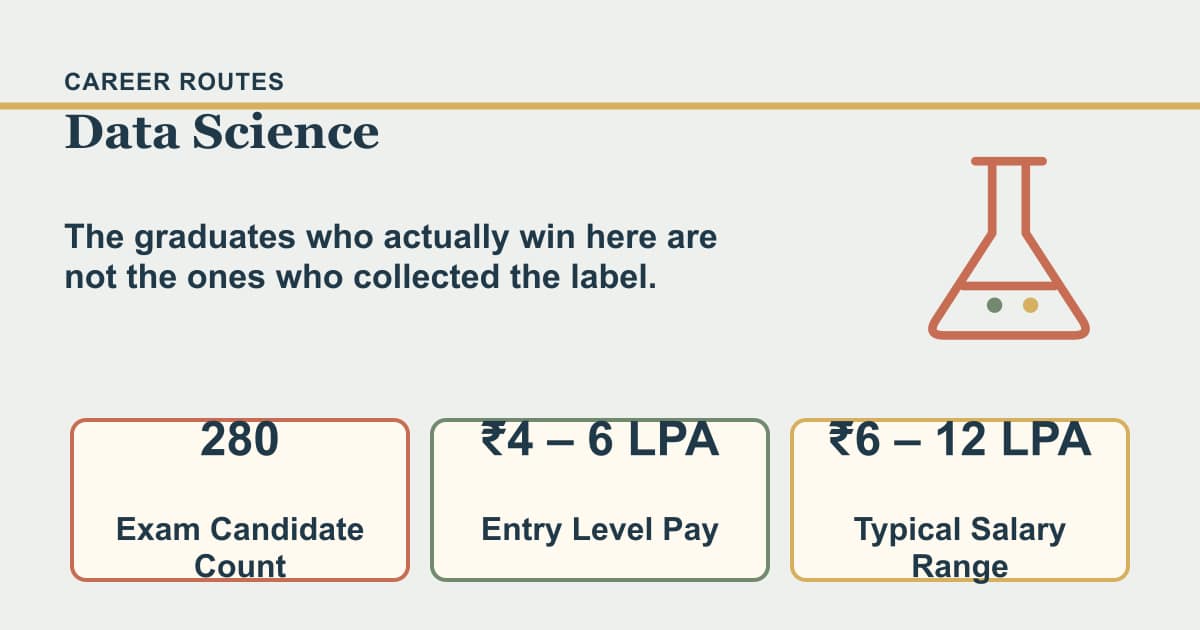 CAREER ROUTES
Data Science
The graduates who actually win here are
not the ones who collected the label.
280
Exam Candidate
Count
₹4 – 6 LPA
Entry Level Pay
₹6 – 12 LPA
Typical Salary
Range